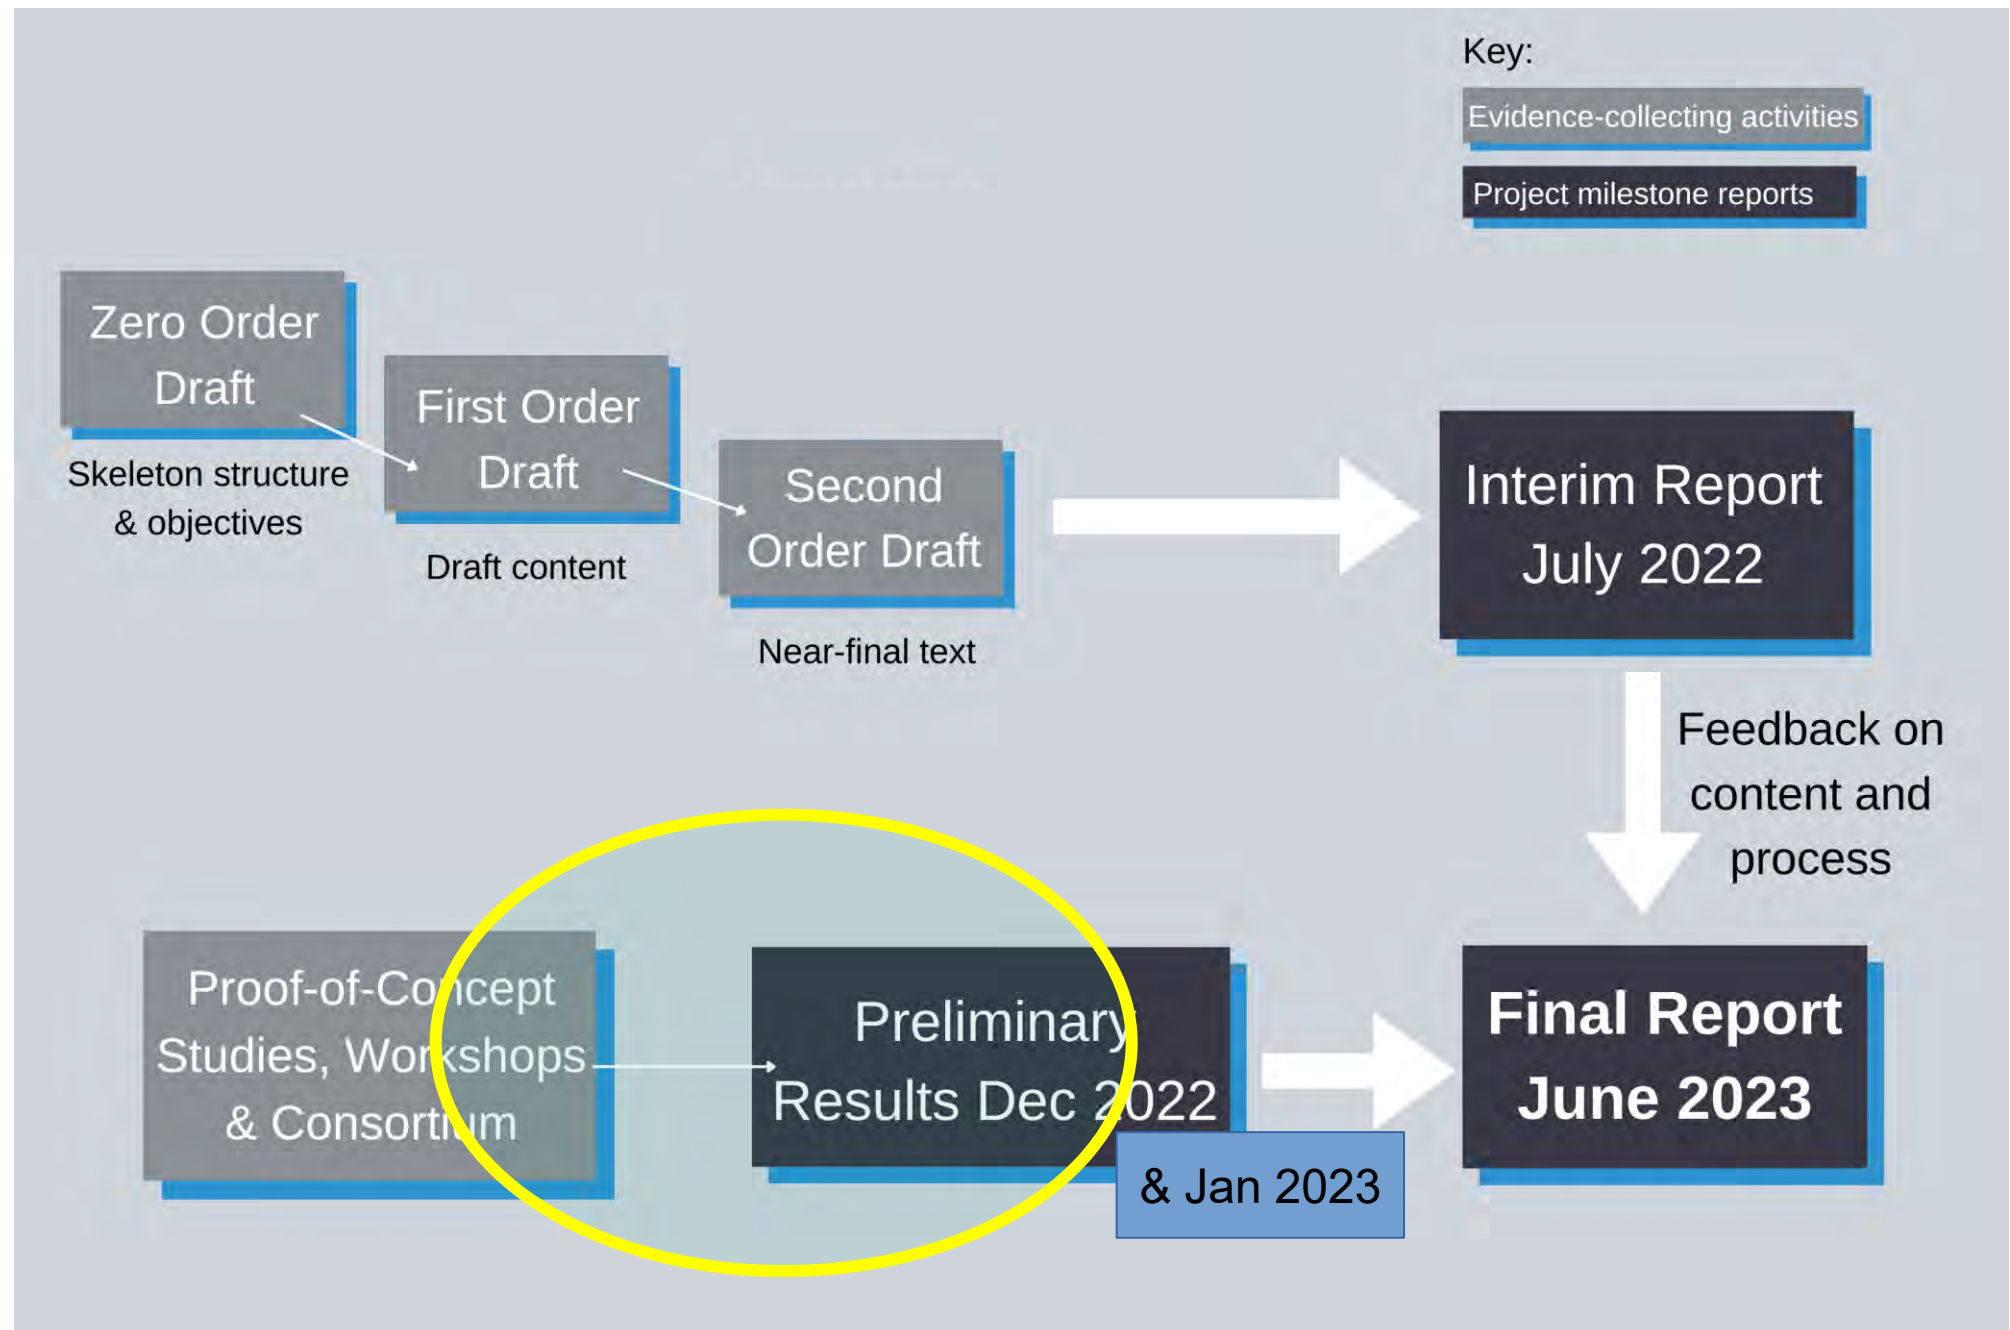 Key:
Evidence-collecting activities
Project milestone reports
Zero Order
Draft
Skeleton structure
& objectives
First Order
Draft
Draft content
Second
Order Draft
Near-final text
Interim Report
July 2022
Feedback on
content and
process
Proof-of-Concept
Studies, Workshops
& Consortium
Preliminary
Results Dec 2022
& Jan 2023
Final Report
June 2023